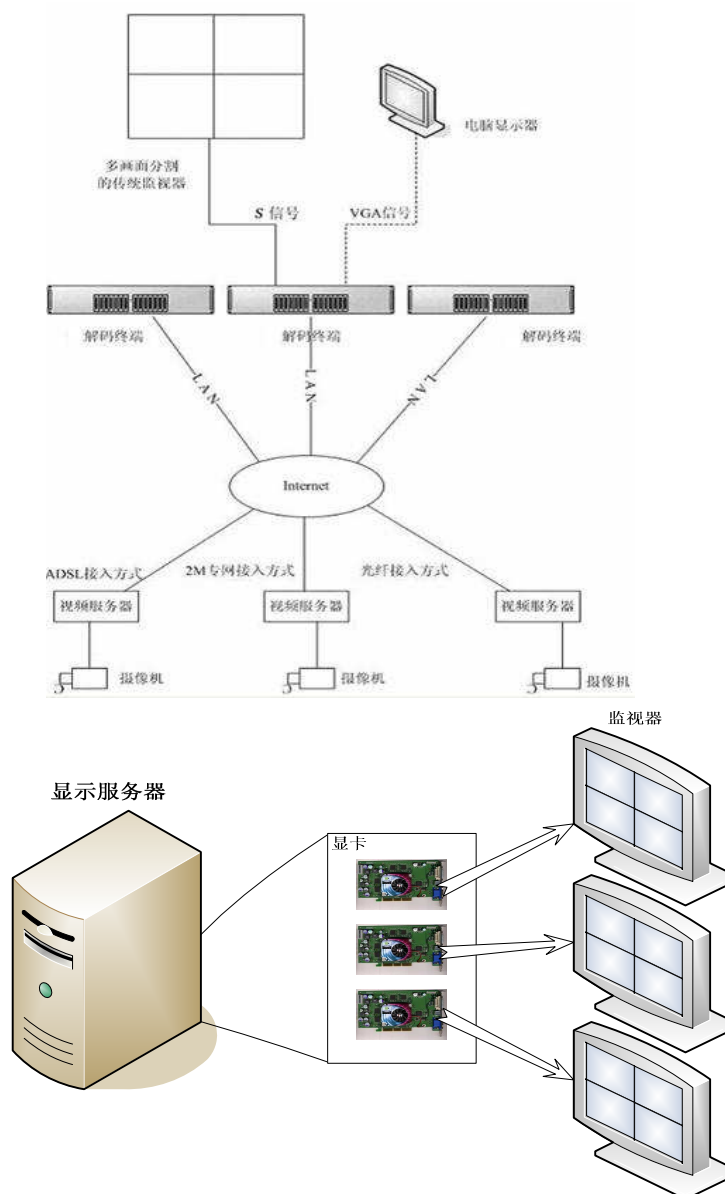 多画面分割
的传统监视器
电脑显示器
S 信号
VGA信号
解码终端
解码终端
解码终端
LAN
LAN
LAN
Internet
ADSL接入方式
2M专网接入方式
光纤接入方式
视频服务器
视频服务器
视频服务器
摄像机
摄像机
摄像机
监视器
显示服务器
显卡